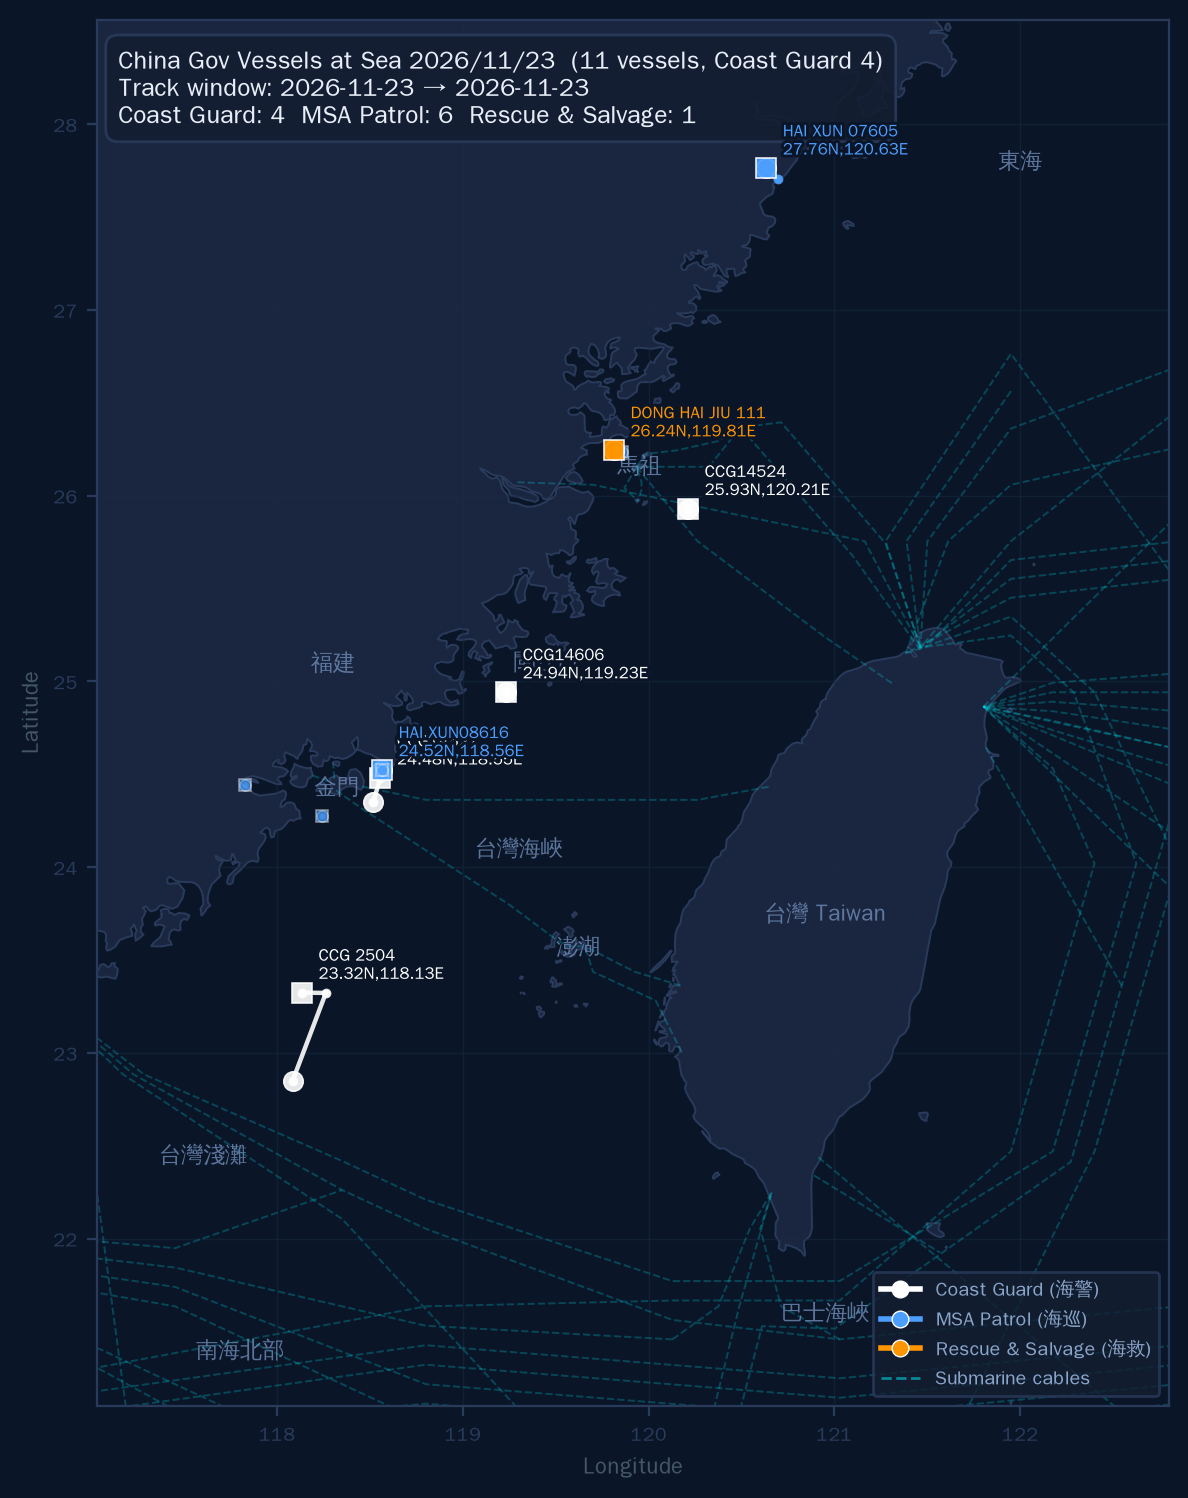 China Gov Vessels at Sea 2026/11/23  (11 vessels, Coast Guard 4)
Track window: 2026-11-23 → 2026-11-23
Coast Guard: 4  MSA Patrol: 6  Rescue & Salvage: 1
28
27
26
25
24
23
22
Latitude
HAI XUN 07605
27.76N,120.63E
東海
DONG HAI JIU 111
26.24N,119.81E
馬祖
CCG14524
25.93N,120.21E
福建
CCG14606
24.94N,119.23E
HAI XUN08616
24.52N,118.56E
24.48N,118.55E
金門
台灣海峽
台灣 Taiwan
澎湖
CCG 2504
23.32N,118.13E
台灣淺灘
巴士海峽
南海北部
Coast Guard (海警)
MSA Patrol (海巡)
Rescue & Salvage (海救)
Submarine cables
118
119
120
121
122
Longitude